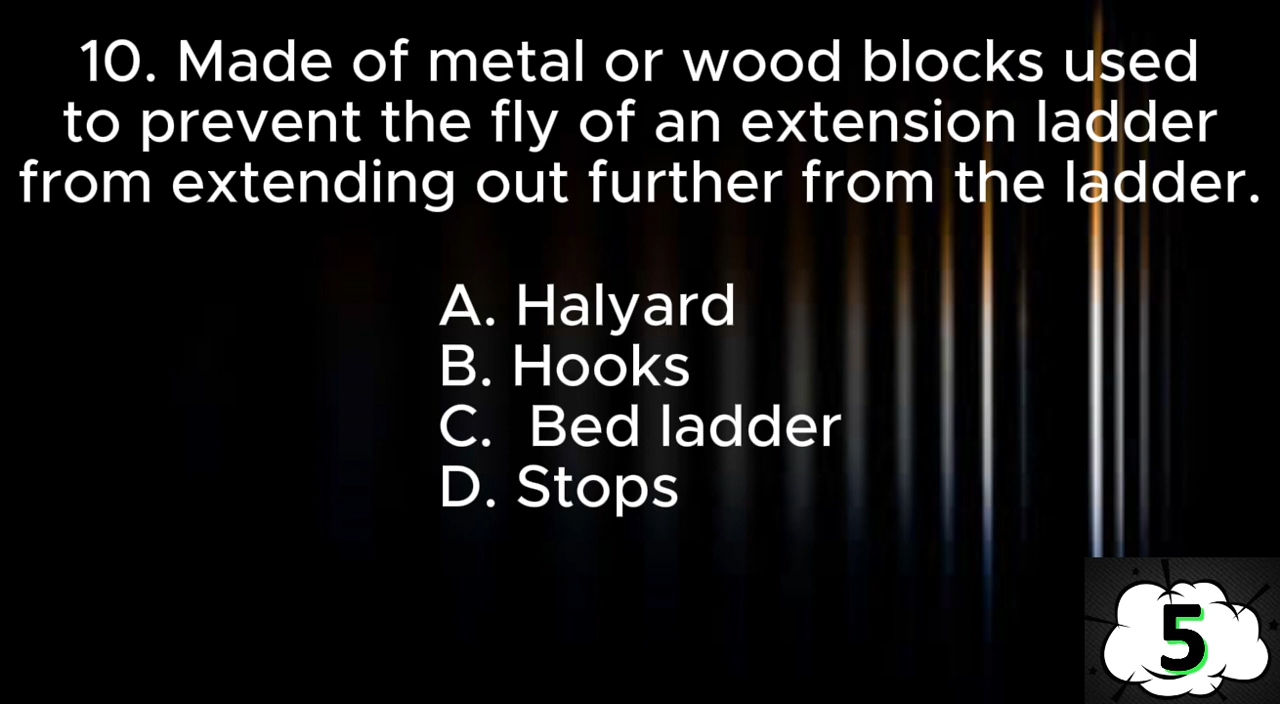 10. Made of metal or wood blocks used
to prevent the fly of an extension ladder
from extending out further from the ladder.
A. Halyard
B. Hooks
C. Bed ladder
D. Stops
5